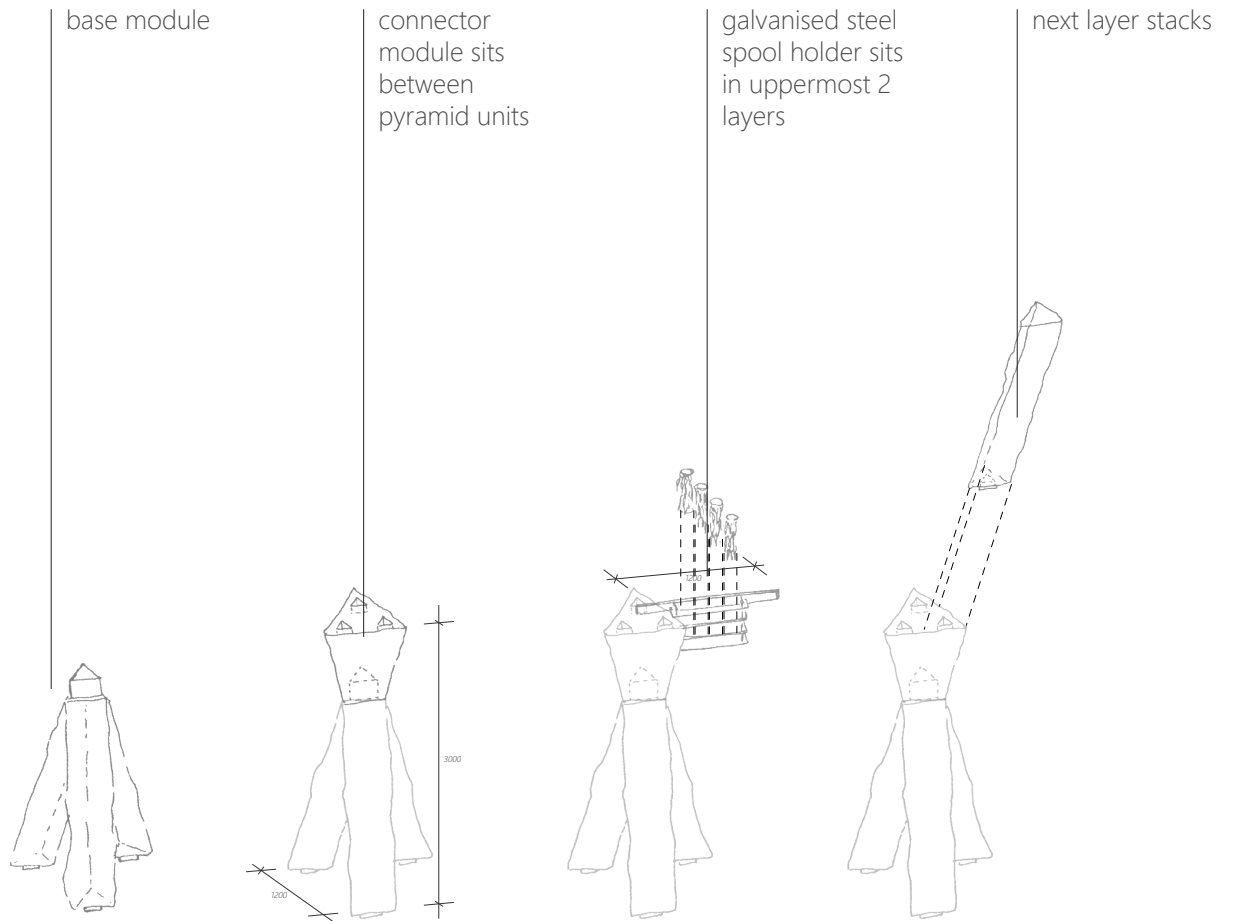 base module
connector
module sits
between
pyramid units
galvanised steel
spool holder sits
in uppermost 2
layers
next layer stacks
1200
3000
1200